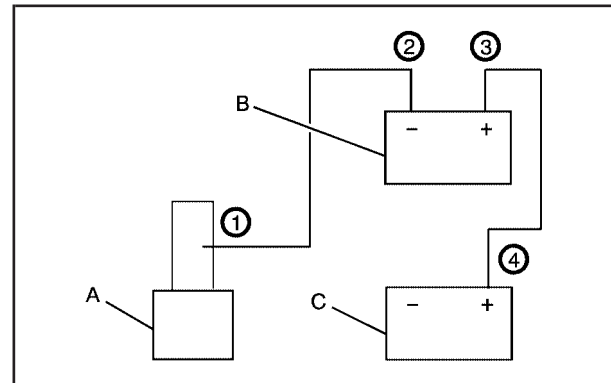 ② ③
B
− +
①
④
A
C
− +